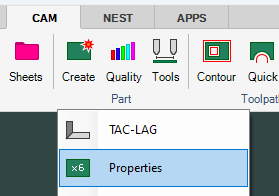 CAM NEST APPS
Sheets Create Quality Tools Contour Quick
Part Toolpath
TAC-LAG
x6 Properties